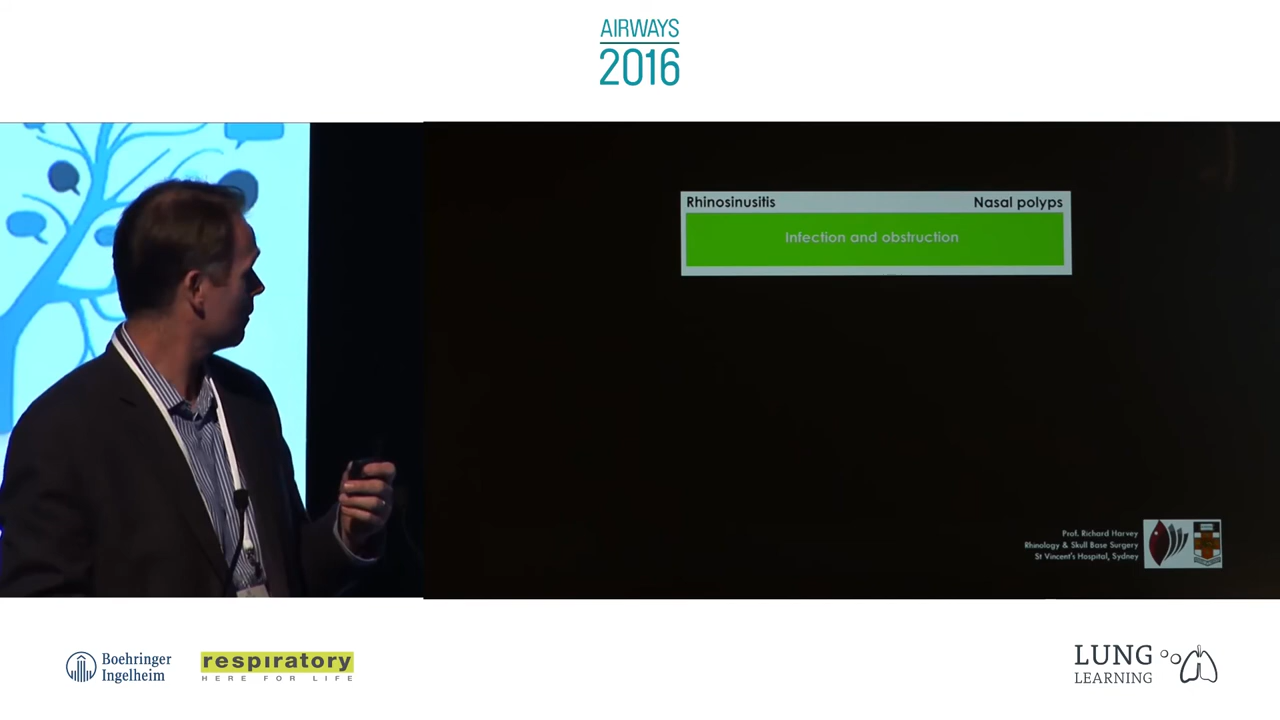 AIRWAYS
2016
Rhinosinusitis
Nasal polyps
Infection and obstruction
Prof. Richard Harvey
Rhinology & Skull Base Surgery
St Vincent's Hospital, Sydney
Boehringer
Ingelheim
respiratory
HERE FOR LIFE
LUNG
LEARNING